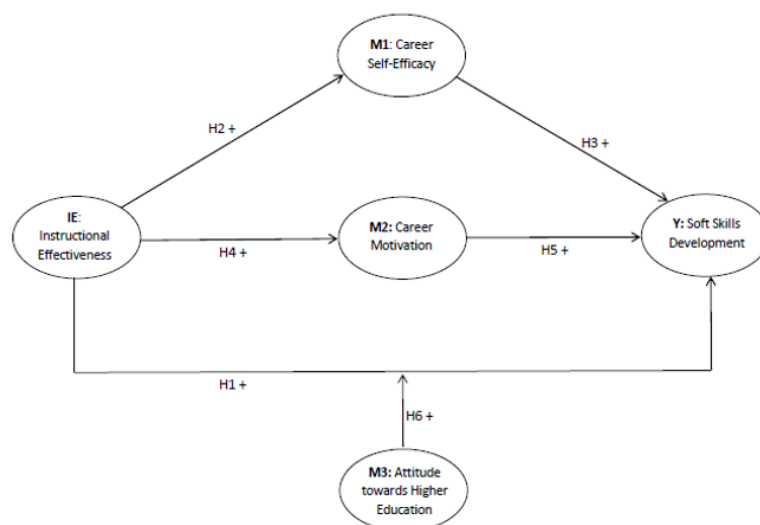 M1: Career
Self-Efficacy
H2 +
H3 +
IE:
Instructional
Effectiveness
M2: Career
Motivation
Y: Soft Skills
Development
H4 +
H5 +
H1 +
H6 +
M3: Attitude
towards Higher
Education